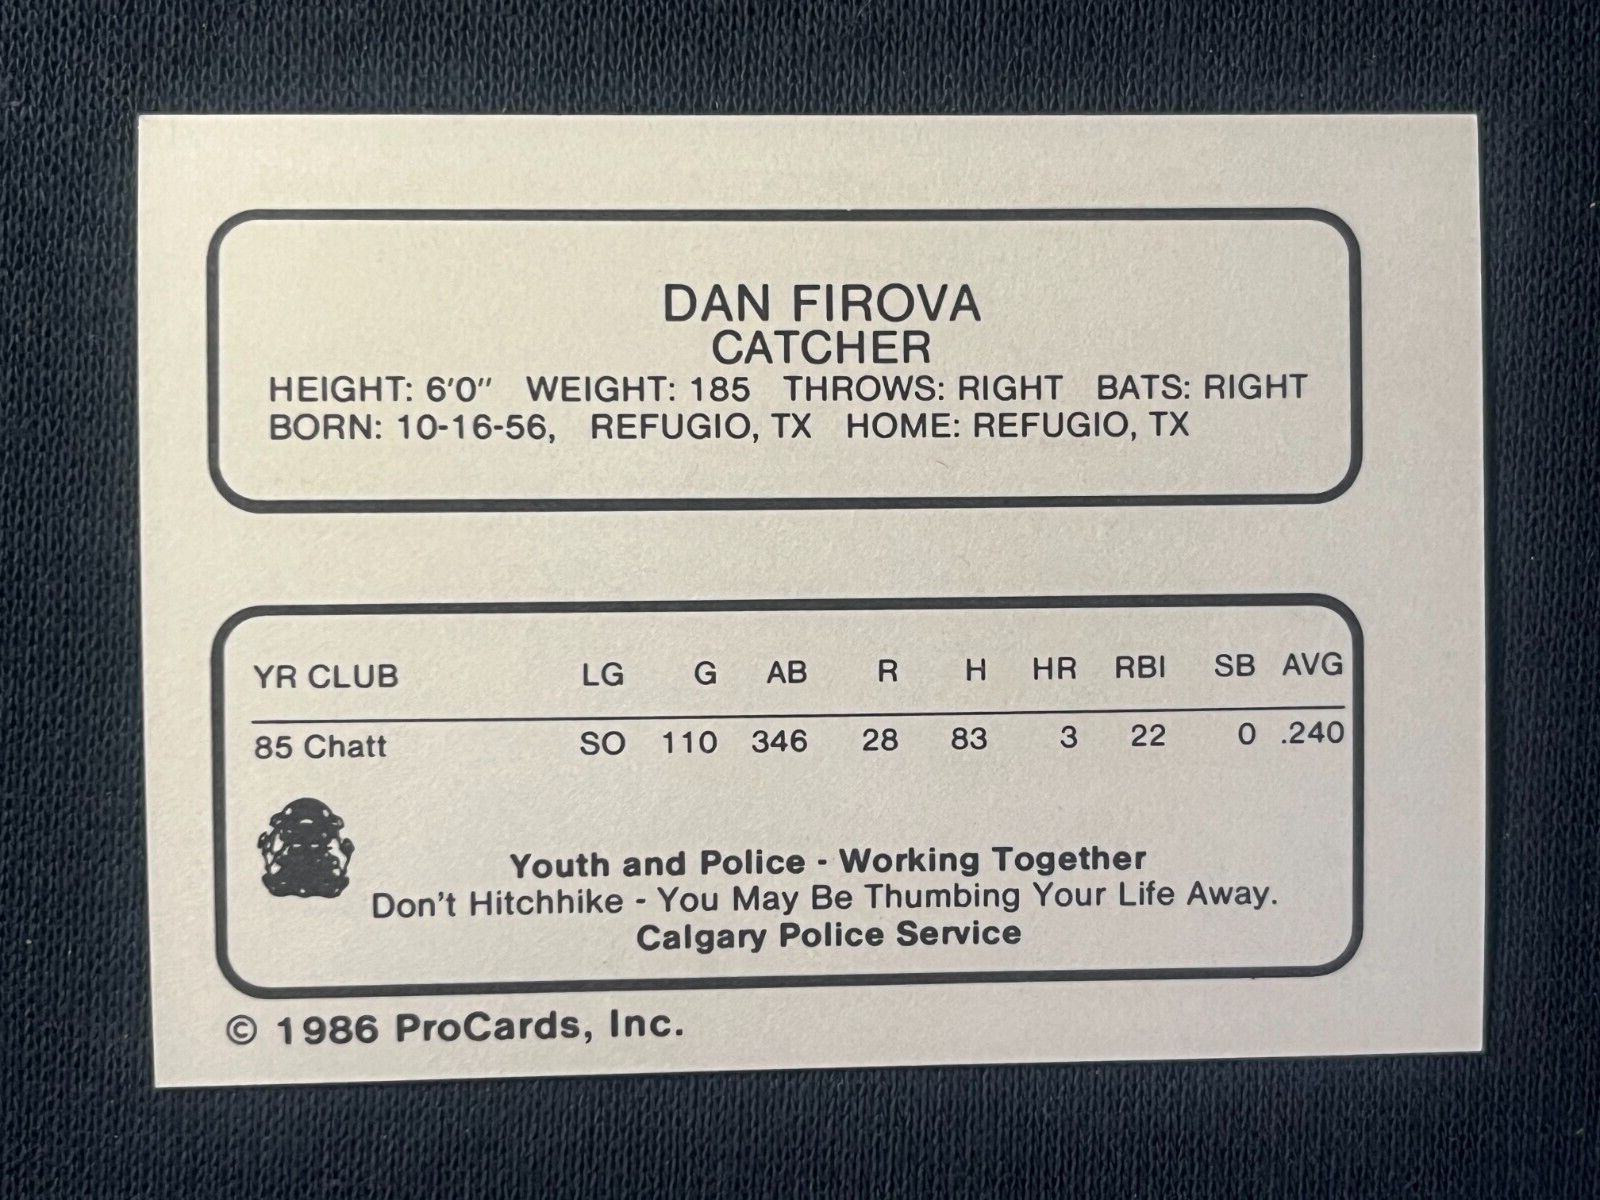 DAN FIROVA
CATCHER
HEIGHT: 6'0" WEIGHT: 185 THROWS: RIGHT BATS: RIGHT
BORN: 10-16-56, REFUGIO, TX HOME: REFUGIO, TX
YR CLUB LG G AB R H HR RBI SB AVG
85 Chatt SO 110 346 28 83 3 22 0 .240
Youth and Police - Working Together
Don't Hitchhike - You May Be Thumbing Your Life Away.
Calgary Police Service
© 1986 ProCards, Inc.